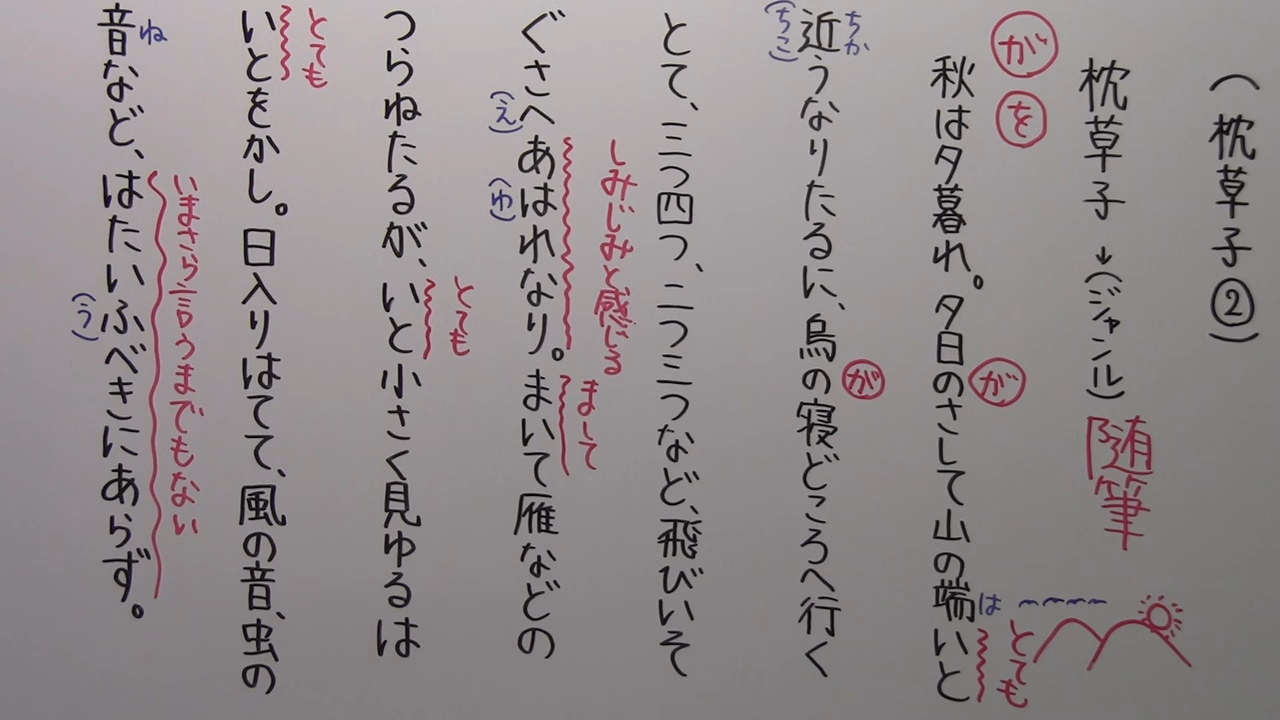 (枕草子②)
枕草子→(ジャンル) 随筆
が を
秋は夕暮れ。夕日のさして山の端いと
が は とても
近うなりたるに、烏の寝どころへ行く
ちか (ちこ) が
とて、三つ四つ、二つ三つなど、飛びいそ
しみじみと感じる まして
ぐさへあはれなり。まいて雁などの
(え) (ゆ)
とても
つらねたるが、いと小さく見ゆるは
とても
いとをかし。日入りはてて、風の音、虫の
いまさら言うまでもない
音など、はたいふべきにあらず。
ね (う)